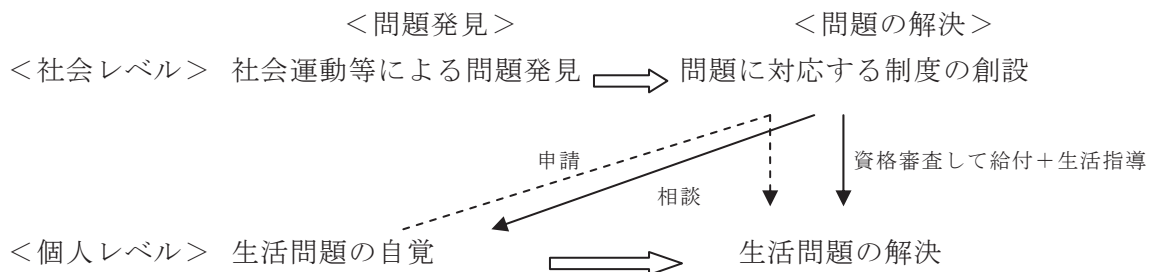 ＜問題発見＞ ＜問題の解決＞
＜社会レベル＞ 社会運動等による問題発見 問題に対応する制度の創設
申請 資格審査して給付＋生活指導
相談
＜個人レベル＞ 生活問題の自覚 生活問題の解決